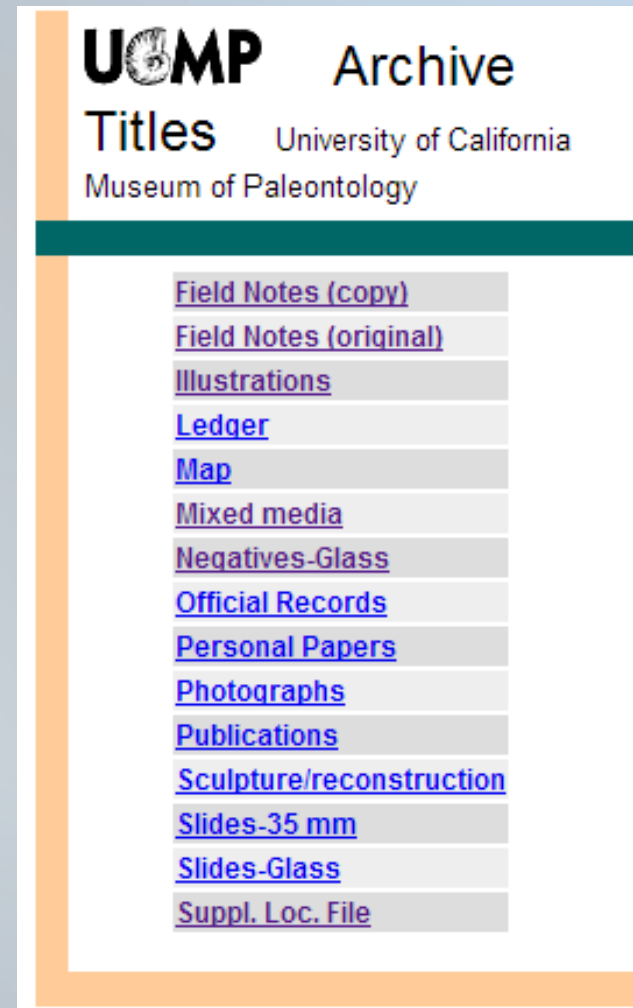 UCMP Archive
Titles University of California
Museum of Paleontology
Field Notes (copy)
Field Notes (original)
Illustrations
Ledger
Map
Mixed media
Negatives-Glass
Official Records
Personal Papers
Photographs
Publications
Sculpture/reconstruction
Slides-35 mm
Slides-Glass
Suppl. Loc. File